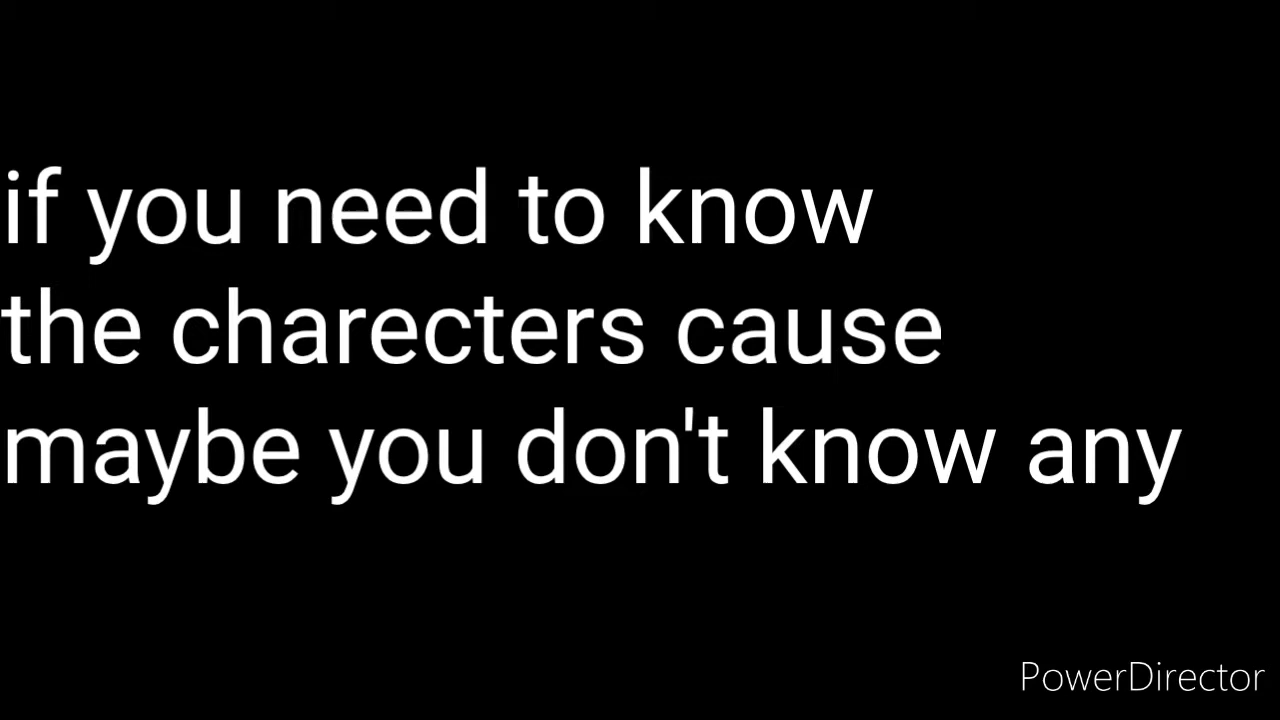 if you need to know
the charecters cause
maybe you don't know any
PowerDirector